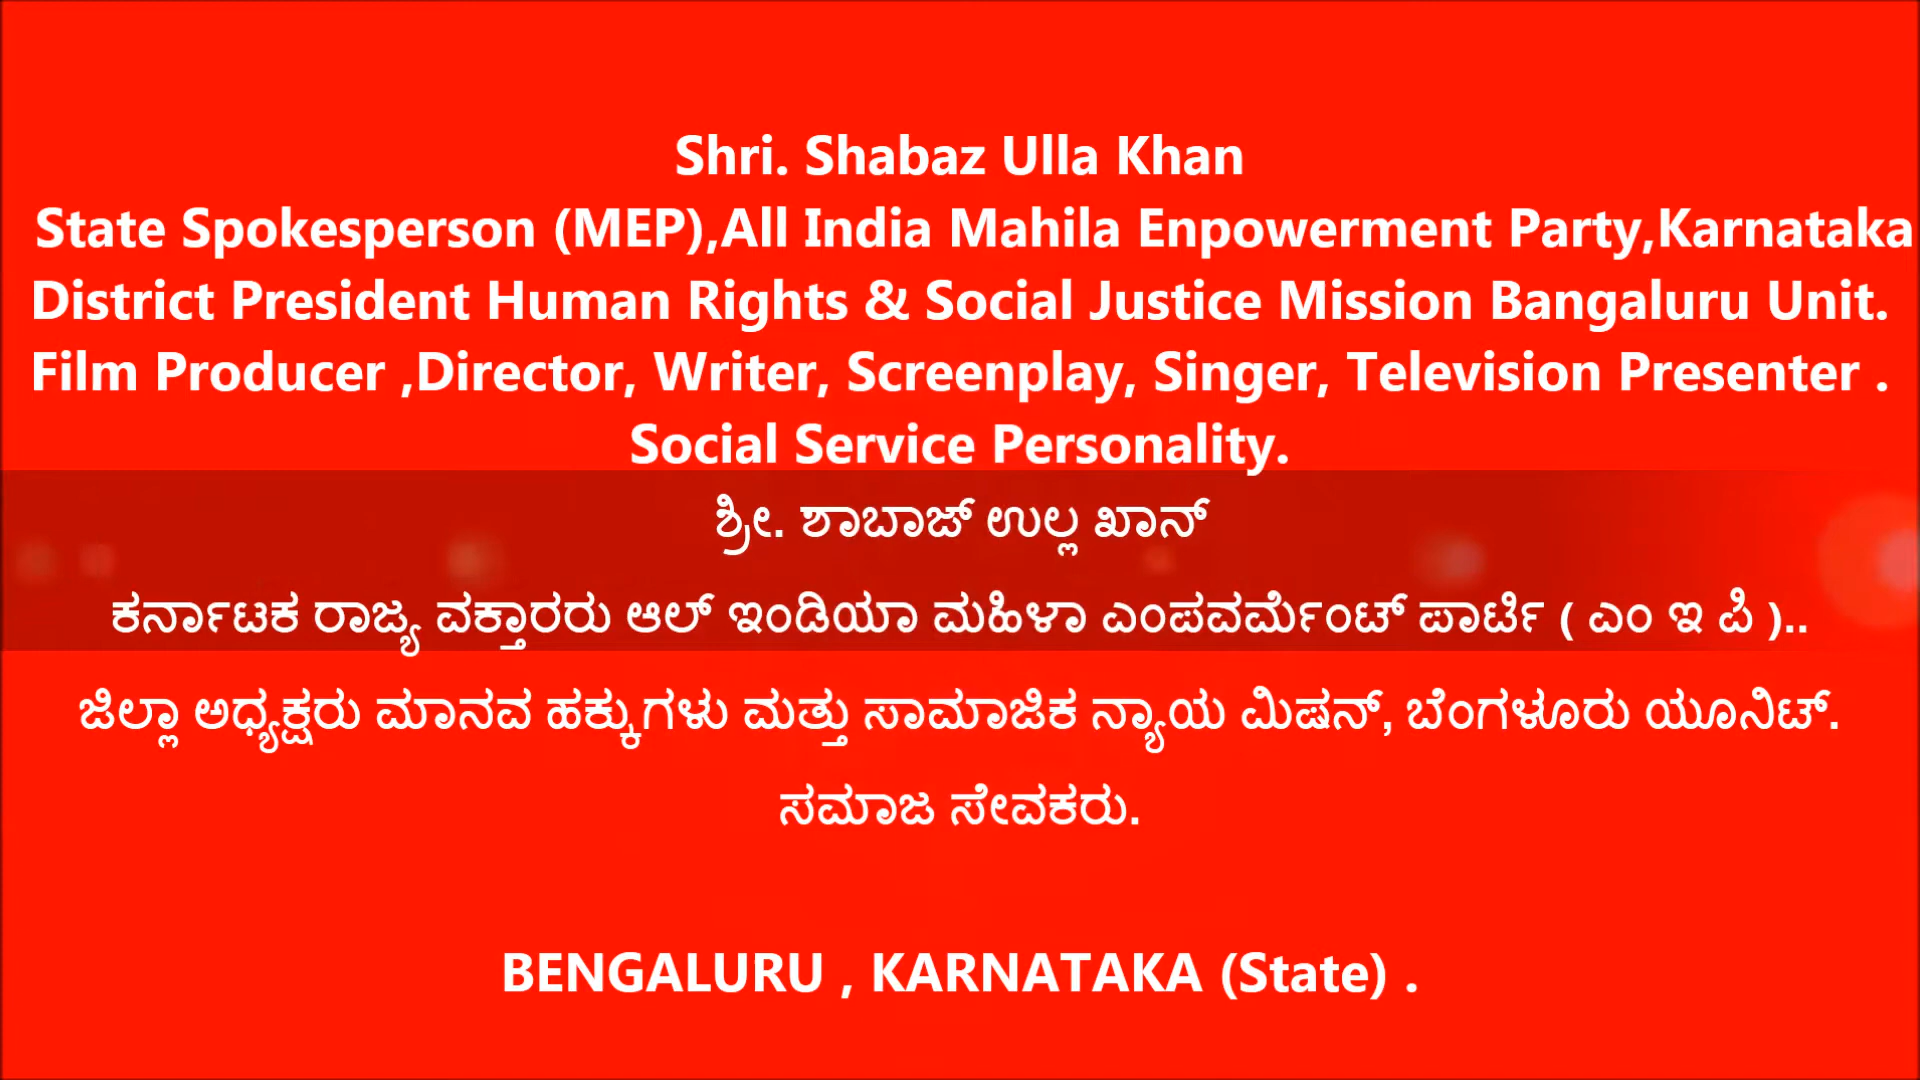 Shri. Shabaz Ulla Khan
State Spokesperson (MEP),All India Mahila Enpowerment Party,Karnataka
District President Human Rights & Social Justice Mission Bangaluru Unit.
Film Producer ,Director, Writer, Screenplay, Singer, Television Presenter .
Social Service Personality.
ಶ್ರೀ. ಶಾಬಾಜ್ ಉಲ್ಲ ಖಾನ್
ಕರ್ನಾಟಕ ರಾಜ್ಯ ವಕ್ತಾರರು ಆಲ್ ಇಂಡಿಯಾ ಮಹಿಳಾ ಎಂಪವರ್ಮೆಂಟ್ ಪಾರ್ಟಿ ( ಎಂ ಇ ಪಿ )..
ಜಿಲ್ಲಾ ಅಧ್ಯಕ್ಷರು ಮಾನವ ಹಕ್ಕುಗಳು ಮತ್ತು ಸಾಮಾಜಿಕ ನ್ಯಾಯ ಮಿಷನ್, ಬೆಂಗಳೂರು ಯೂನಿಟ್.
ಸಮಾಜ ಸೇವಕರು.
BENGALURU , KARNATAKA (State) .